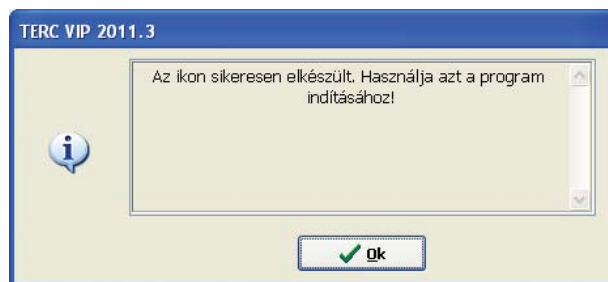 TERC VIP 2011.3
Az ikon sikeresen elkészült. Használja azt a program
indításához!
Ok